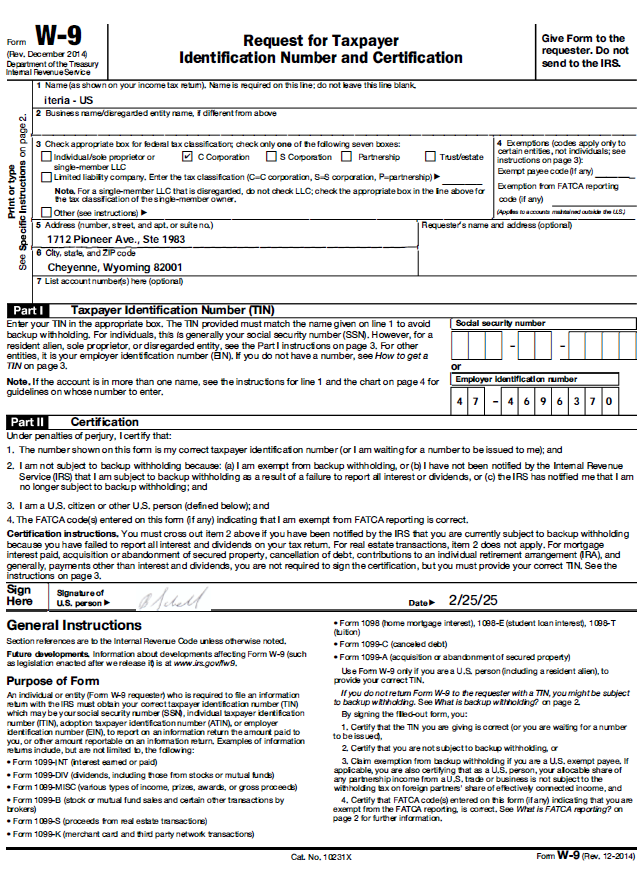 Form W-9
(Rev. December 2014)
Department of the Treasury
Internal Revenue Service
Request for Taxpayer
Identification Number and Certification
Give Form to the
requester. Do not
send to the IRS.
Print or type
See Specific Instructions on page 2.
1 Name (as shown on your income tax return). Name is required on this line; do not leave this line blank.
iteria - US
2 Business name/disregarded entity name, if different from above
3 Check appropriate box for federal tax classification; check only one of the following seven boxes:
Individual/sole proprietor or
single-member LLC
C Corporation
S Corporation
Partnership
Trust/estate
Limited liability company. Enter the tax classification (C=C corporation, S=S corporation, P=partnership) ▶
Note. For a single-member LLC that is disregarded, do not check LLC; check the appropriate box in the line above for
the tax classification of the single-member owner.
Other (see instructions) ▶
4 Exemptions (codes apply only to
certain entities, not individuals; see
instructions on page 3):
Exempt payee code (if any)
Exemption from FATCA reporting
code (if any)
(Applies to accounts maintained outside the U.S.)
5 Address (number, street, and apt. or suite no.)
1712 Pioneer Ave., Ste 1983
Requester's name and address (optional)
6 City, state, and ZIP code
Cheyenne, Wyoming 82001
7 List account number(s) here (optional)
Part I Taxpayer Identification Number (TIN)
Enter your TIN in the appropriate box. The TIN provided must match the name given on line 1 to avoid
backup withholding. For individuals, this is generally your social security number (SSN). However, for a
resident alien, sole proprietor, or disregarded entity, see the Part I instructions on page 3. For other
entities, it is your employer identification number (EIN). If you do not have a number, see How to get a
TIN on page 3.
Note. If the account is in more than one name, see the instructions for line 1 and the chart on page 4 for
guidelines on whose number to enter.
Social security number
– –
or
Employer identification number
4 7 – 4 6 9 6 3 7 0
Part II Certification
Under penalties of perjury, I certify that:
1. The number shown on this form is my correct taxpayer identification number (or I am waiting for a number to be issued to me); and
2. I am not subject to backup withholding because: (a) I am exempt from backup withholding, or (b) I have not been notified by the Internal Revenue
Service (IRS) that I am subject to backup withholding as a result of a failure to report all interest or dividends, or (c) the IRS has notified me that I am
no longer subject to backup withholding; and
3. I am a U.S. citizen or other U.S. person (defined below); and
4. The FATCA code(s) entered on this form (if any) indicating that I am exempt from FATCA reporting is correct.
Certification instructions. You must cross out item 2 above if you have been notified by the IRS that you are currently subject to backup withholding
because you have failed to report all interest and dividends on your tax return. For real estate transactions, item 2 does not apply. For mortgage
interest paid, acquisition or abandonment of secured property, cancellation of debt, contributions to an individual retirement arrangement (IRA), and
generally, payments other than interest and dividends, you are not required to sign the certification, but you must provide your correct TIN. See the
instructions on page 3.
Sign
Here
Signature of
U.S. person ▶
Date ▶ 2/25/25
General Instructions
Section references are to the Internal Revenue Code unless otherwise noted.
Future developments. Information about developments affecting Form W-9 (such
as legislation enacted after we release it) is at www.irs.gov/fw9.
Purpose of Form
An individual or entity (Form W-9 requester) who is required to file an information
return with the IRS must obtain your correct taxpayer identification number (TIN)
which may be your social security number (SSN), individual taxpayer identification
number (ITIN), adoption taxpayer identification number (ATIN), or employer
identification number (EIN), to report on an information return the amount paid to
you, or other amount reportable on an information return. Examples of information
returns include, but are not limited to, the following:
• Form 1099-INT (interest earned or paid)
• Form 1099-DIV (dividends, including those from stocks or mutual funds)
• Form 1099-MISC (various types of income, prizes, awards, or gross proceeds)
• Form 1099-B (stock or mutual fund sales and certain other transactions by
brokers)
• Form 1099-S (proceeds from real estate transactions)
• Form 1099-K (merchant card and third party network transactions)
• Form 1098 (home mortgage interest), 1098-E (student loan interest), 1098-T
(tuition)
• Form 1099-C (canceled debt)
• Form 1099-A (acquisition or abandonment of secured property)
Use Form W-9 only if you are a U.S. person (including a resident alien), to
provide your correct TIN.
If you do not return Form W-9 to the requester with a TIN, you might be subject
to backup withholding. See What is backup withholding? on page 2.
By signing the filled-out form, you:
1. Certify that the TIN you are giving is correct (or you are waiting for a number
to be issued),
2. Certify that you are not subject to backup withholding, or
3. Claim exemption from backup withholding if you are a U.S. exempt payee. If
applicable, you are also certifying that as a U.S. person, your allocable share of
any partnership income from a U.S. trade or business is not subject to the
withholding tax on foreign partners' share of effectively connected income, and
4. Certify that FATCA code(s) entered on this form (if any) indicating that you are
exempt from the FATCA reporting, is correct. See What is FATCA reporting? on
page 2 for further information.
Cat. No. 10231X
Form W-9 (Rev. 12-2014)